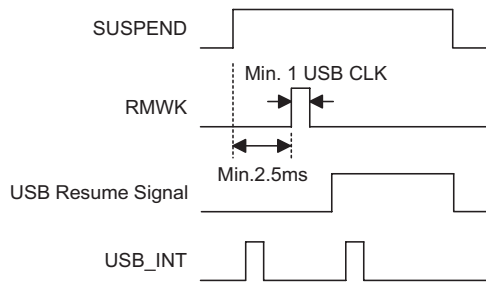 SUSPEND
Min. 1 USB CLK
RMWK
Min.2.5ms
USB Resume Signal
USB_INT